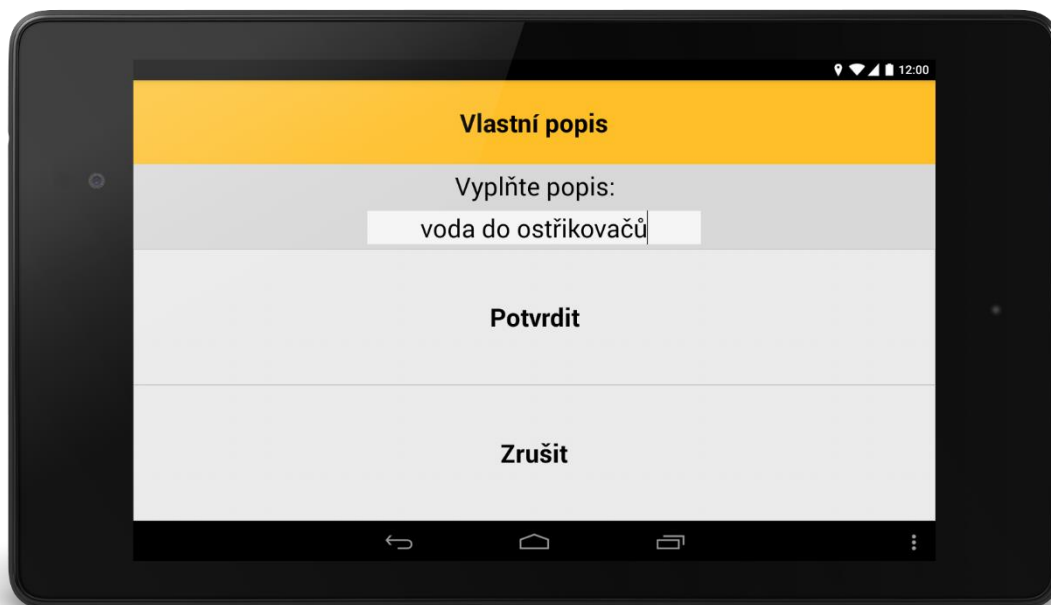 12:00
Vlastní popis
Vyplňte popis:
voda do ostřikovačů
Potvrdit
Zrušit